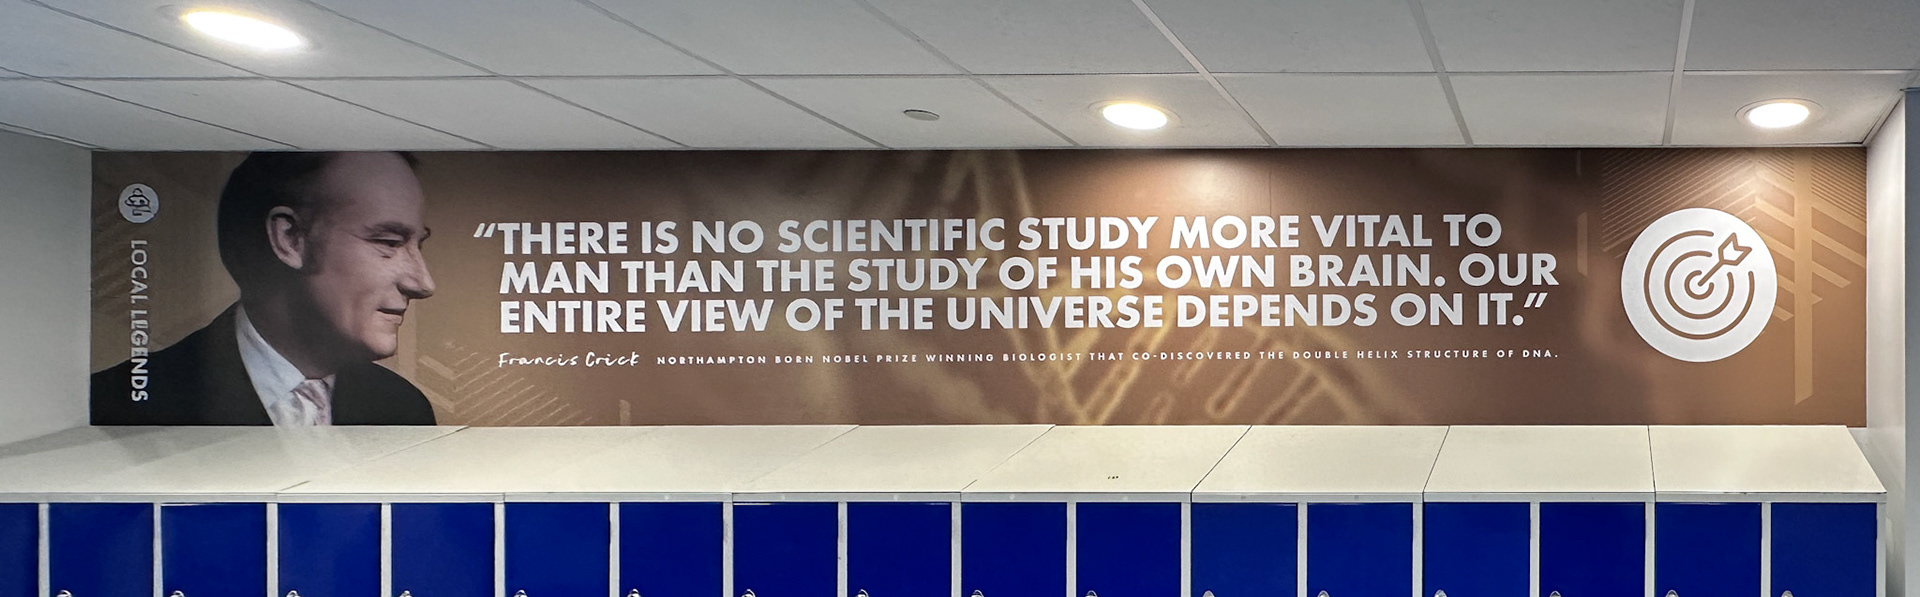 LOCAL LEGENDS
“THERE IS NO SCIENTIFIC STUDY MORE VITAL TO
MAN THAN THE STUDY OF HIS OWN BRAIN. OUR
ENTIRE VIEW OF THE UNIVERSE DEPENDS ON IT.”
Francis Crick NORTHAMPTON BORN NOBEL PRIZE WINNING BIOLOGIST THAT CO-DISCOVERED THE DOUBLE HELIX STRUCTURE OF DNA.